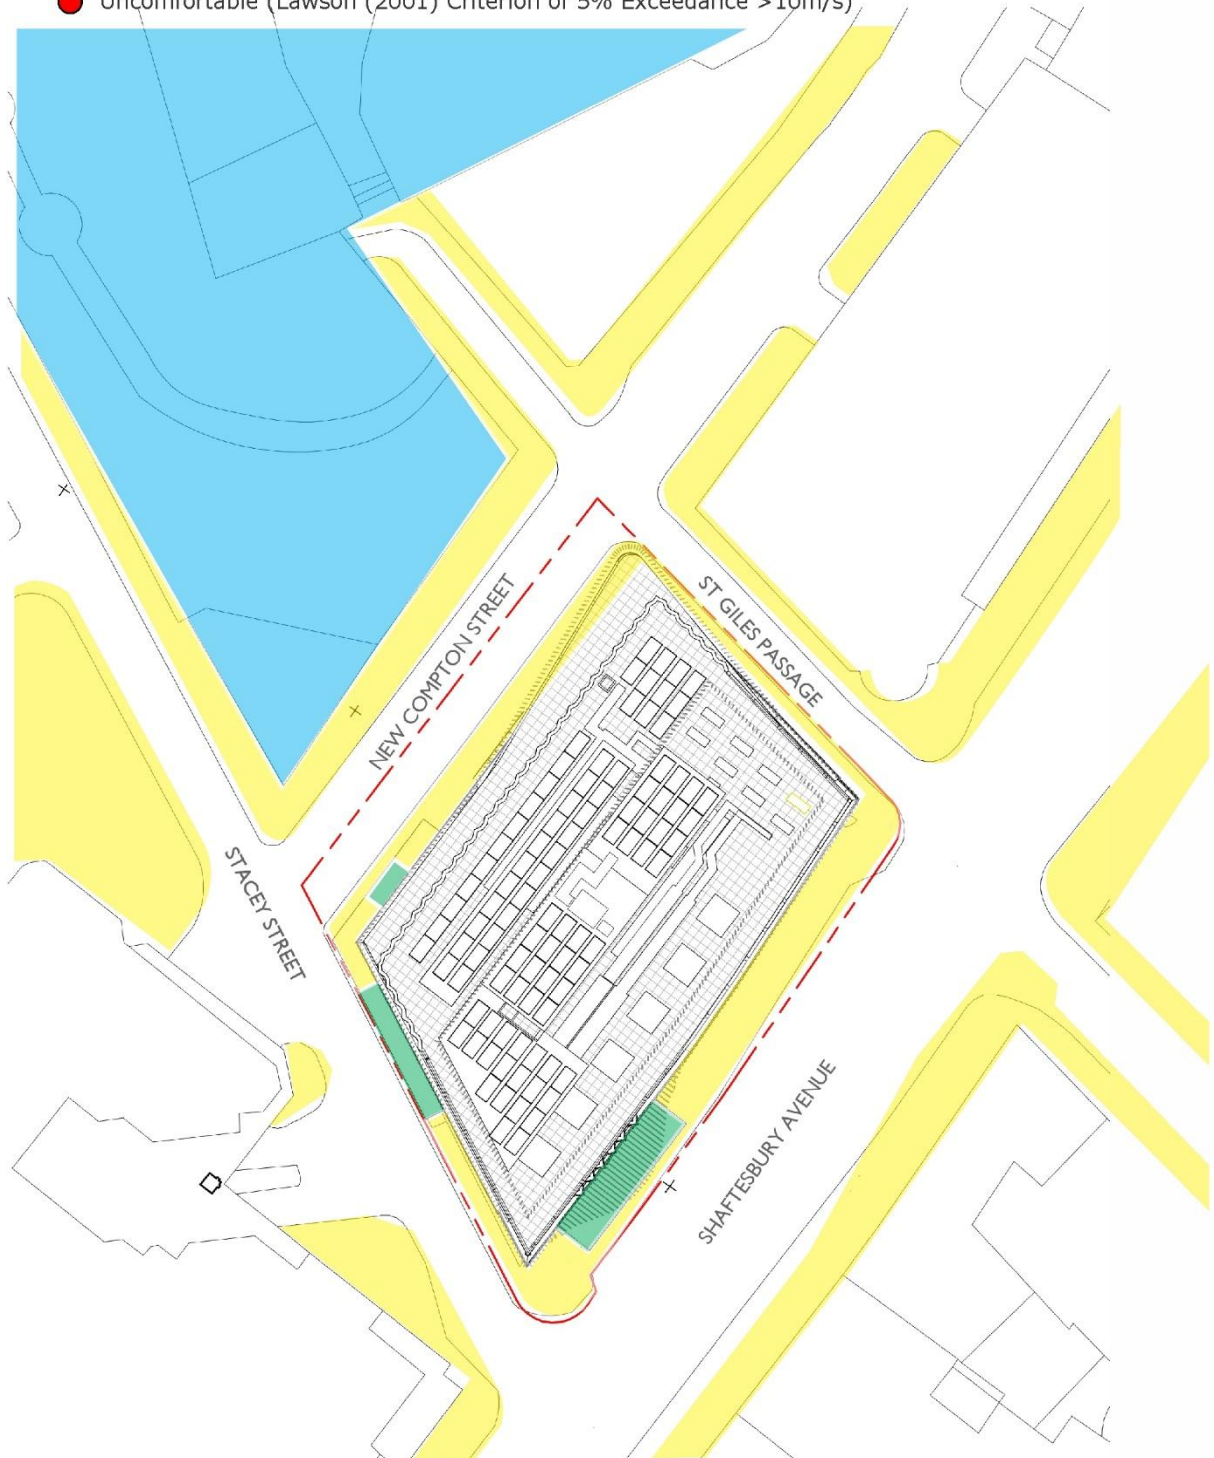 Uncomfortable (Lawson (2001) Criterion of 5% Exceedance >10m/s)
NEW COMPTON STREET
ST GILES PASSAGE
STACEY STREET
SHAFTESBURY AVENUE